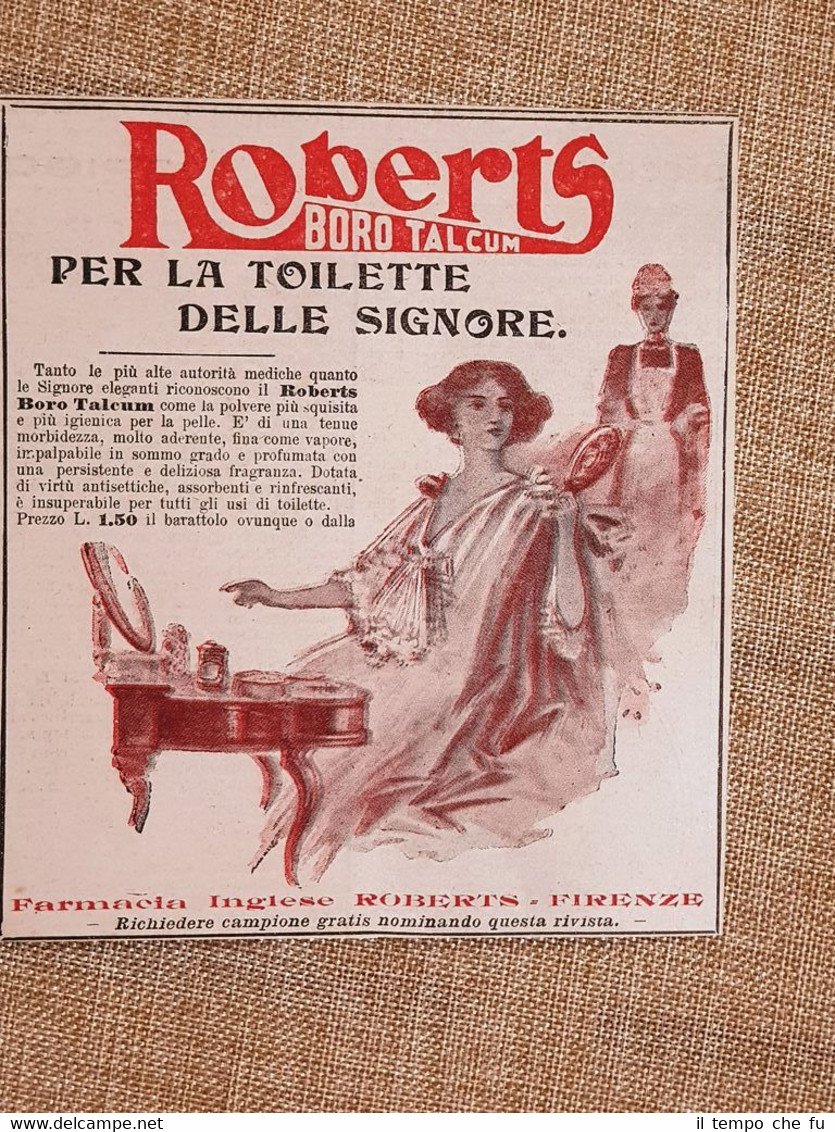 Roberts
BORO TALCUM
PER LA TOILETTE
DELLE SIGNORE.
Tanto le più alte autorità mediche quanto
le Signore eleganti riconoscono il Roberts
Boro Talcum come la polvere più squisita
e più igienica per la pelle. E' di una tenue
morbidezza, molto aderente, fina come vapore,
impalpabile in sommo grado e profumata con
una persistente e deliziosa fragranza. Dotata
di virtù antisettiche, assorbenti e rinfrescanti,
è insuperabile per tutti gli usi di toilette.
Prezzo L. 1.50 il barattolo ovunque o dalla
Farmacia Inglese ROBERTS - FIRENZE
— Richiedere campione gratis nominando questa rivista. —
il tempo che fu